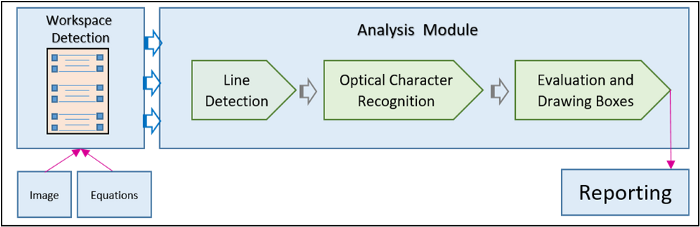 Workspace
Detection
Analysis Module
Line
Detection
Optical Character
Recognition
Evaluation and
Drawing Boxes
Image
Equations
Reporting